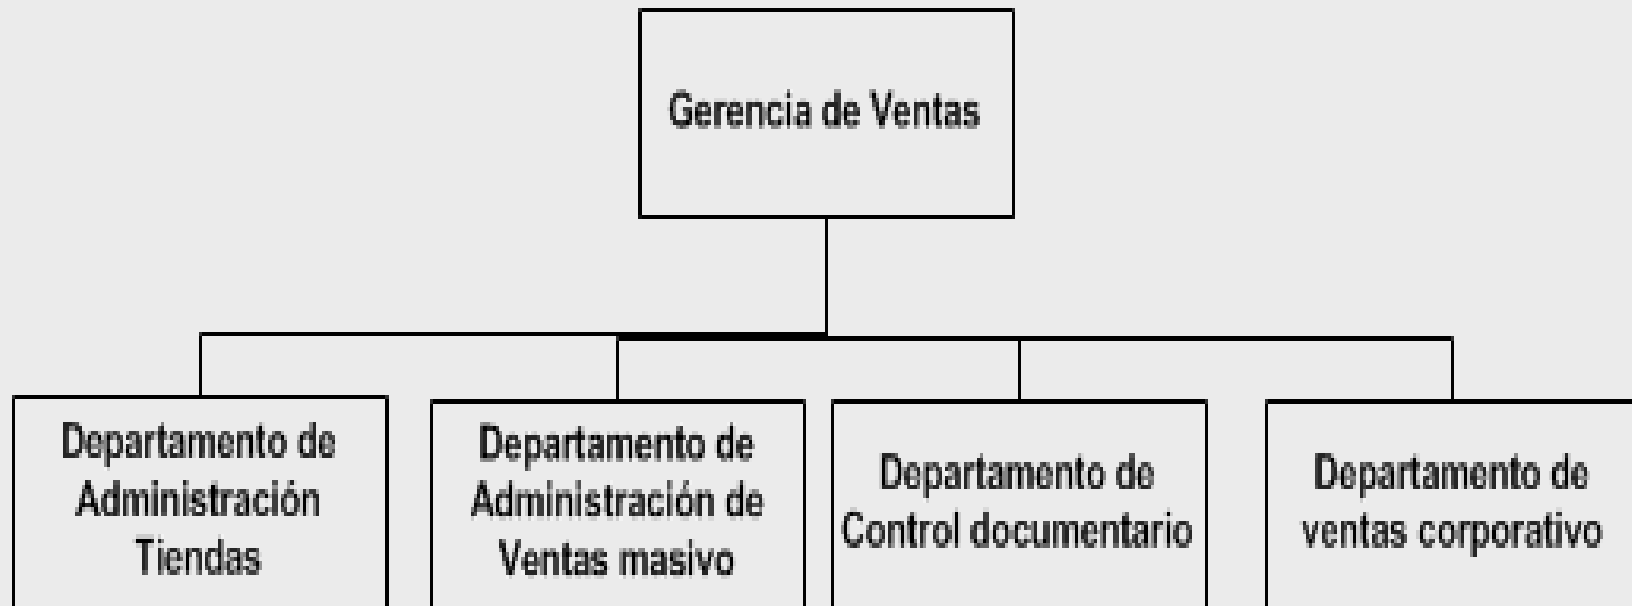 Gerencia de Ventas
Departamento de
Administración
Tiendas
Departamento de
Administración de
Ventas masivo
Departamento de
Control documentario
Departamento de
ventas corporativo